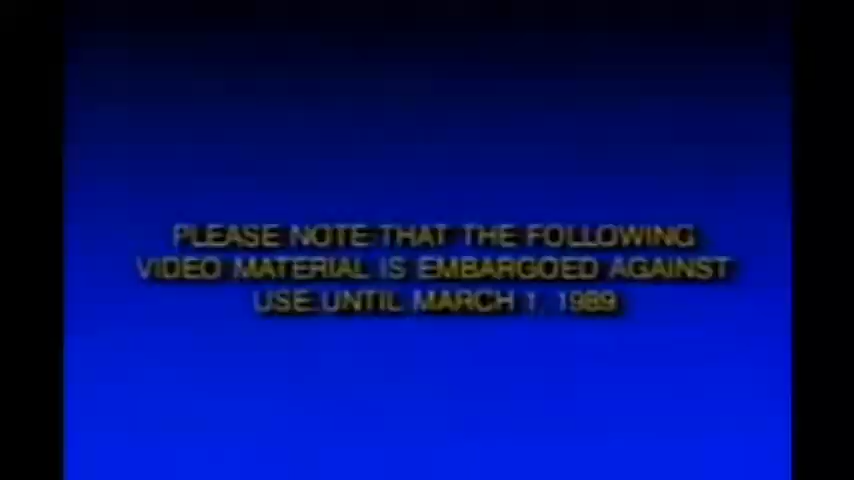 PLEASE NOTE THAT THE FOLLOWING
VIDEO MATERIAL IS EMBARGOED AGAINST
USE UNTIL MARCH 1, 1989